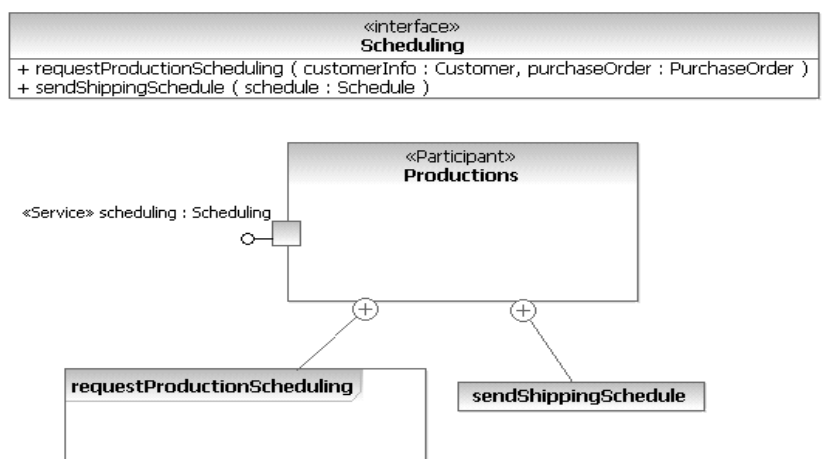 «interface»
Scheduling
+ requestProductionScheduling ( customerInfo : Customer, purchaseOrder : PurchaseOrder )
+ sendShippingSchedule ( schedule : Schedule )
«Participant»
Productions
«Service» scheduling : Scheduling
requestProductionScheduling
sendShippingSchedule